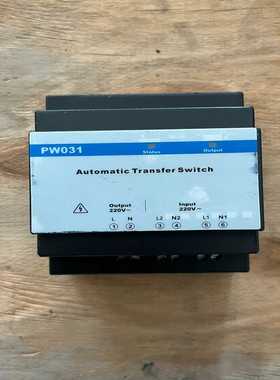 PW031
Status Output
Automatic Transfer Switch
Output Input
220V~ 220V~
L N L2 N2 L1 N1
① ② ③ ④ ⑤ ⑥